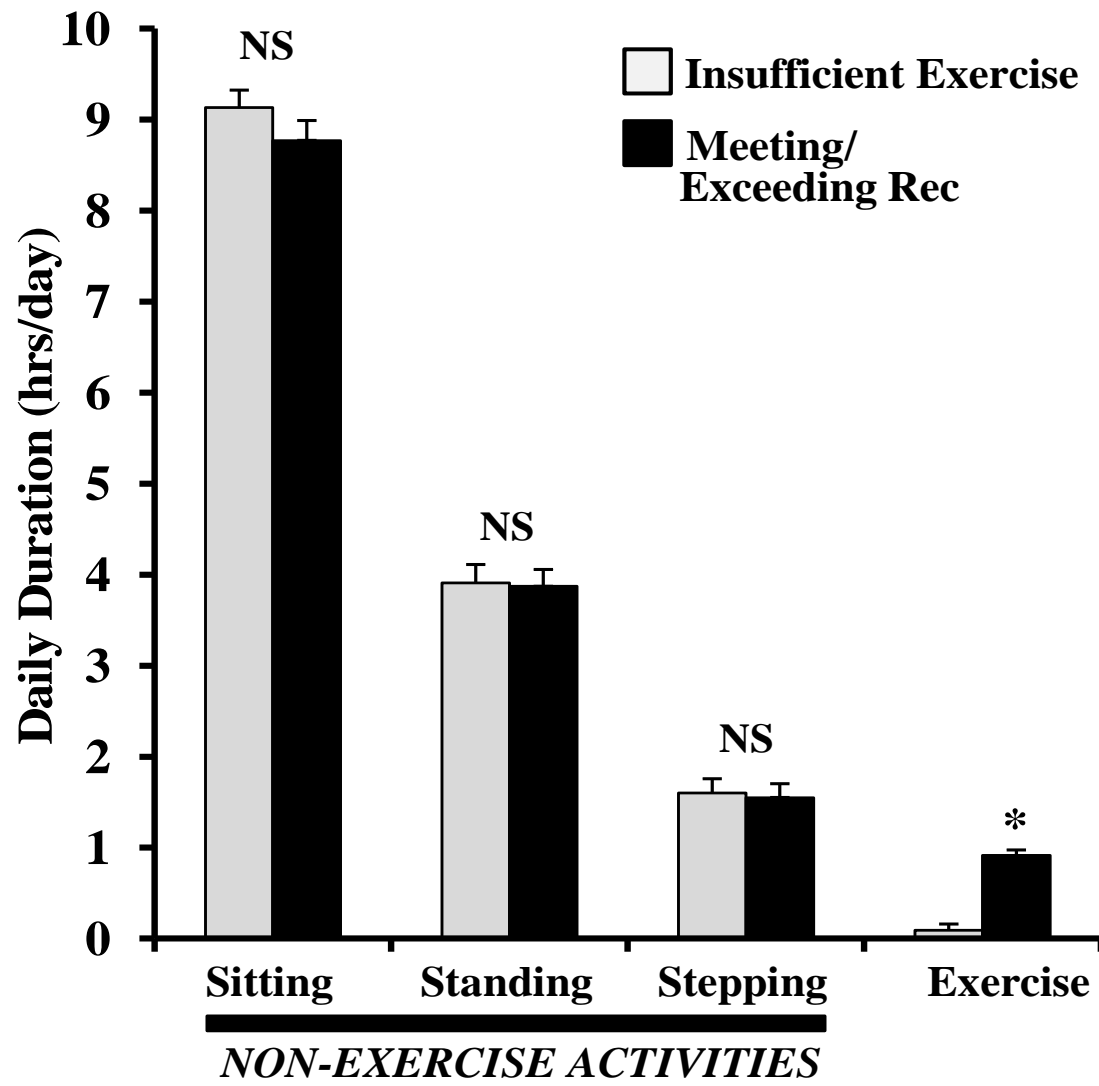 10
9
8
7
6
5
4
3
2
1
0
Daily Duration (hrs/day)
NS
NS
NS
*
Insufficient Exercise
Meeting/
Exceeding Rec
Sitting
Standing
Stepping
Exercise
NON-EXERCISE ACTIVITIES